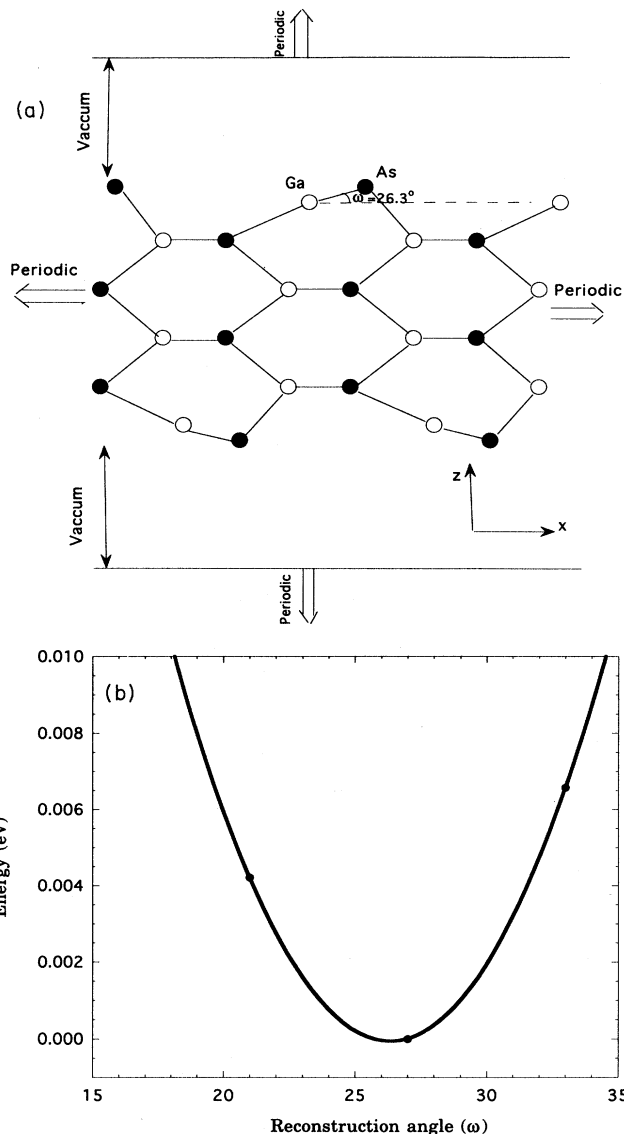 Periodic
(a)
Vaccum
As
Ga
ω=26.3°
Periodic
Periodic
Vaccum
z
x
Periodic
(b)
0.010
0.008
0.006
0.004
0.002
0.000
Energy (eV)
15 20 25 30 35
Reconstruction angle (ω)